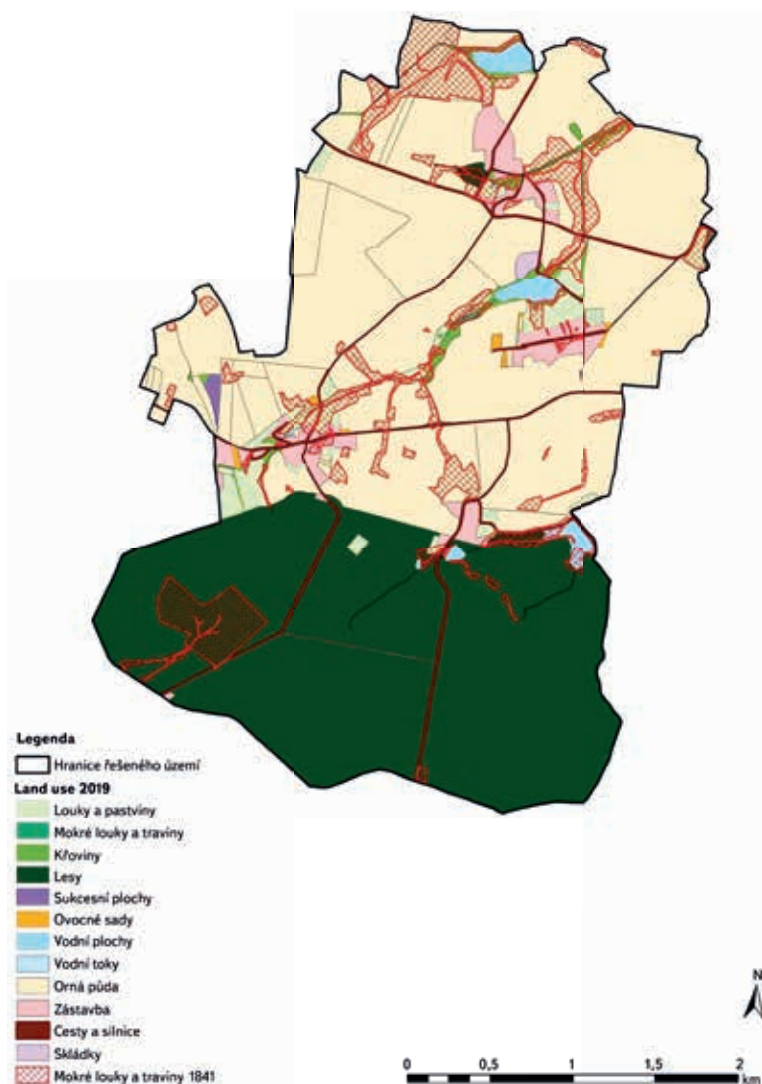 Legenda
Hranice řešeného území
Land use 2019
Louky a pastviny
Mokré louky a traviny
Křoviny
Lesy
Sukcesní plochy
Ovocné sady
Vodní plochy
Vodní toky
Orná půda
Zástavba
Cesty a silnice
Skládky
Mokré louky a traviny 1841
N
0 0,5 1 1,5 2
km